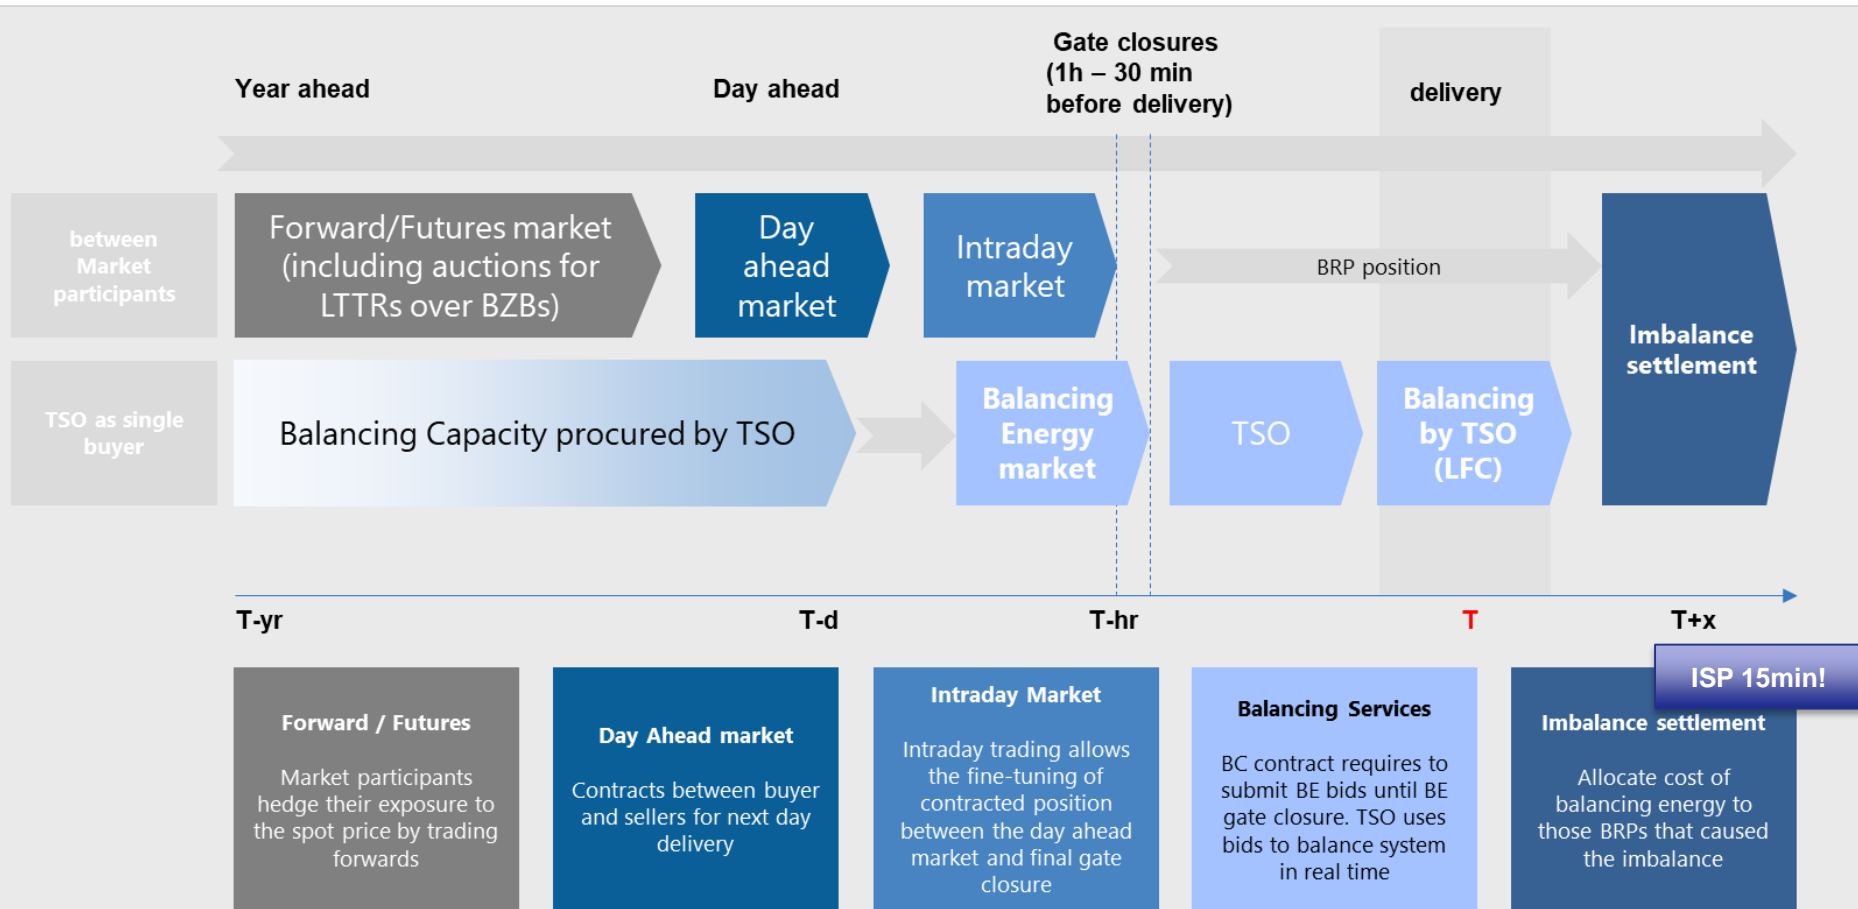 Year ahead
Day ahead
Gate closures
(1h – 30 min
before delivery)
delivery
between
Market
participants
Forward/Futures market
(including auctions for
LTTRs over BZBs)
Day
ahead
market
Intraday
market
BRP position
Imbalance
settlement
TSO as single
buyer
Balancing Capacity procured by TSO
Balancing
Energy
market
TSO
Balancing
by TSO
(LFC)
T-yr
T-d
T-hr
T
T+x
ISP 15min!
Forward / Futures
Market participants
hedge their exposure to
the spot price by trading
forwards
Day Ahead market
Contracts between buyer
and sellers for next day
delivery
Intraday Market
Intraday trading allows
the fine-tuning of
contracted position
between the day ahead
market and final gate
closure
Balancing Services
BC contract requires to
submit BE bids until BE
gate closure. TSO uses
bids to balance system
in real time
Imbalance settlement
Allocate cost of
balancing energy to
those BRPs that caused
the imbalance